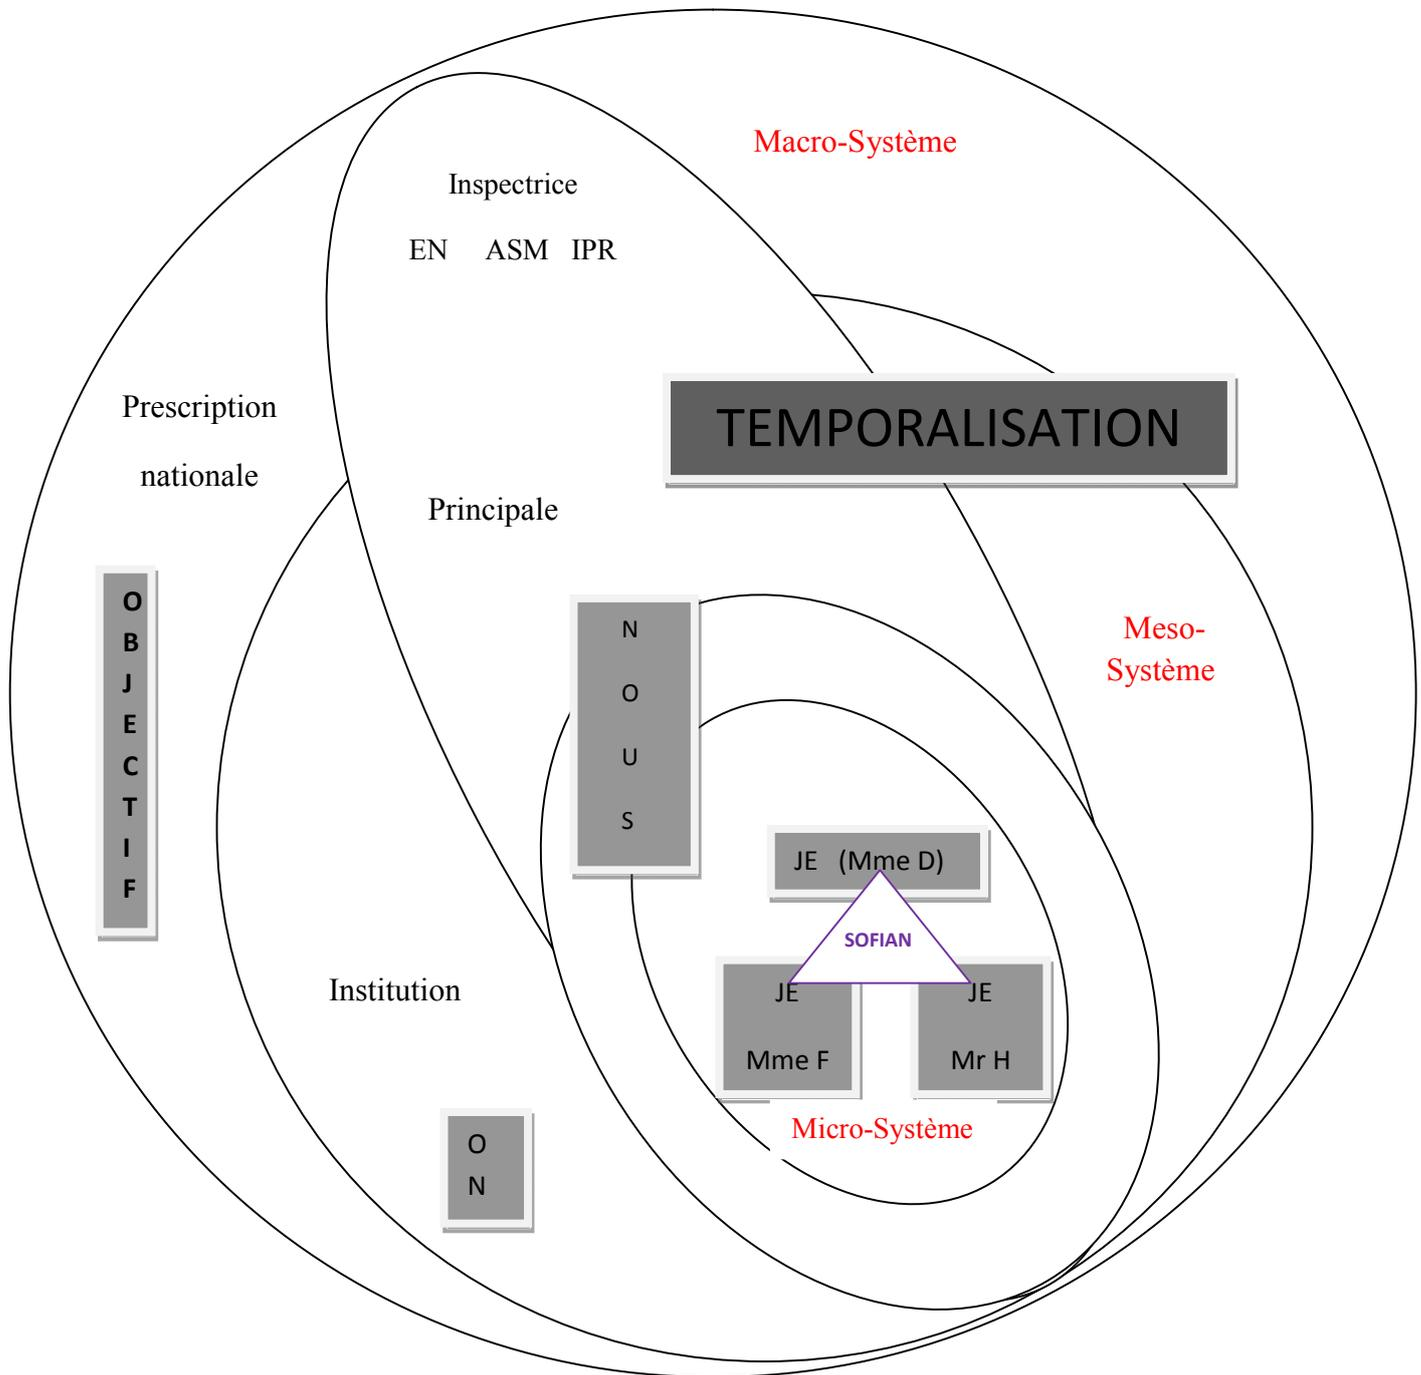 Macro-Système
Inspectrice
EN ASM IPR
Prescription
nationale
TEMPORALISATION
Principale
O
B
J
E
C
T
I
F
N
O
U
S
Meso-
Système
JE (Mme D)
SOFIAN
JE
Mme F
JE
Mr H
Institution
Micro-Système
O
N